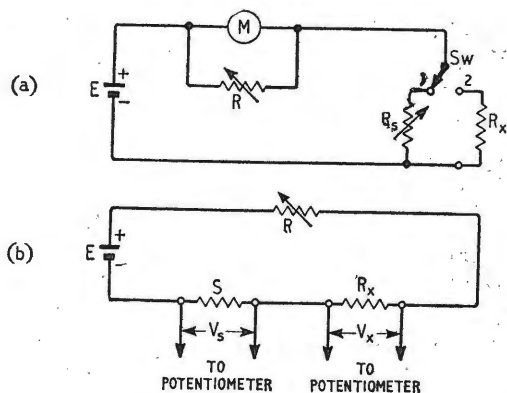 (a)
M
R
E
+
-
Sw
1 2
Rs
Rx
(b)
R
E
+
-
S
Rx
Vs
Vx
TO POTENTIOMETER
TO POTENTIOMETER